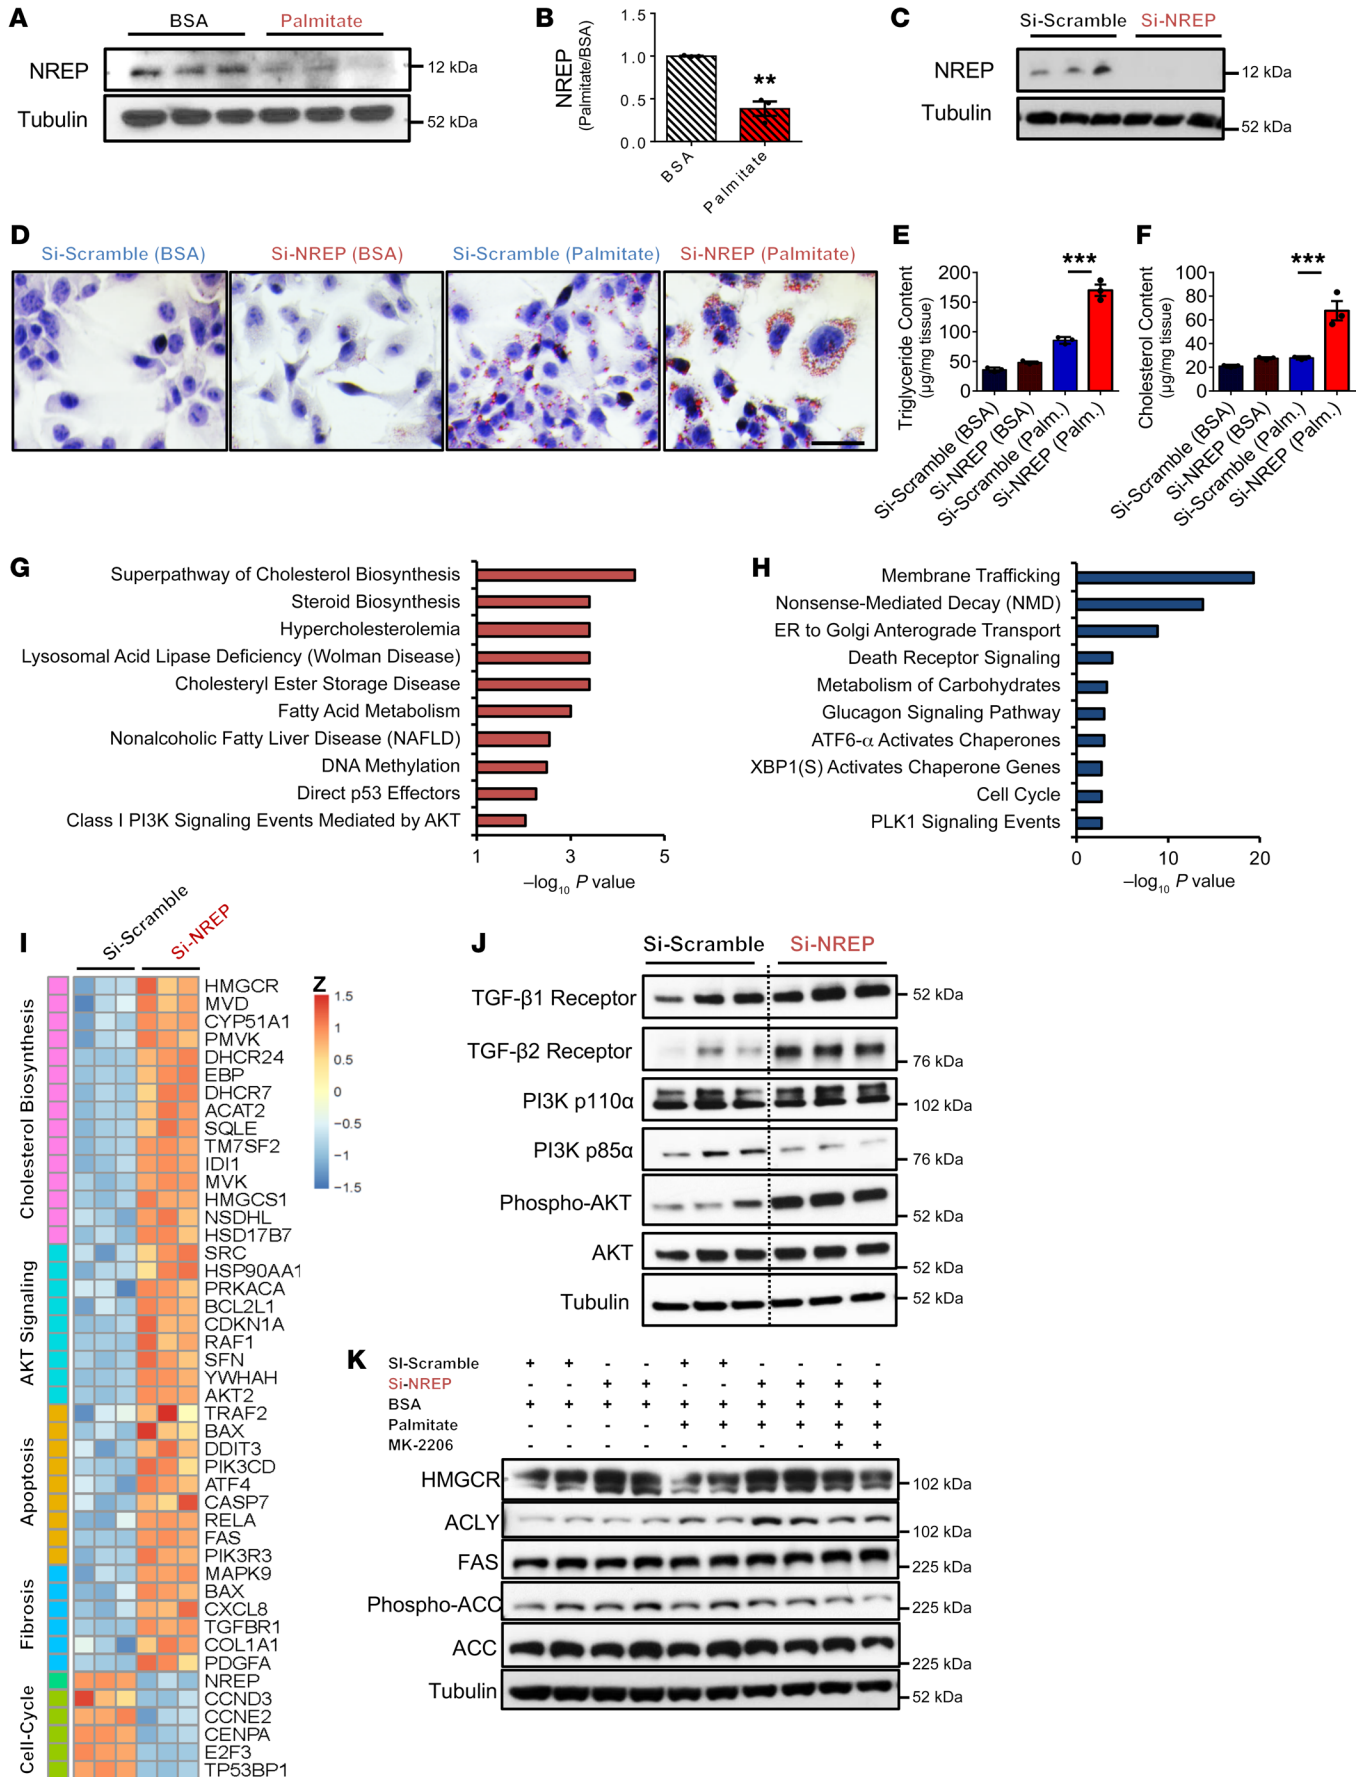 A
BSA
Palmitate
NREP
12 kDa
Tubulin
52 kDa
B
NREP
(Palmitate/BSA)
1.5
1.0
0.5
0.0
**
BSA
Palmitate
C
Si-Scramble
Si-NREP
NREP
12 kDa
Tubulin
52 kDa
D
Si-Scramble (BSA)
Si-NREP (BSA)
Si-Scramble (Palmitate)
Si-NREP (Palmitate)
E
Triglyceride Content
(µg/mg tissue)
200
150
100
50
0
***
Si-Scramble (BSA)
Si-NREP (BSA)
Si-Scramble (Palm.)
Si-NREP (Palm.)
F
Cholesterol Content
(µg/mg tissue)
100
80
60
40
20
0
***
Si-Scramble (BSA)
Si-NREP (BSA)
Si-Scramble (Palm.)
Si-NREP (Palm.)
G
Superpathway of Cholesterol Biosynthesis
Steroid Biosynthesis
Hypercholesterolemia
Lysosomal Acid Lipase Deficiency (Wolman Disease)
Cholesteryl Ester Storage Disease
Fatty Acid Metabolism
Nonalcoholic Fatty Liver Disease (NAFLD)
DNA Methylation
Direct p53 Effectors
Class I PI3K Signaling Events Mediated by AKT
1 3 5
–log10 P value
H
Membrane Trafficking
Nonsense-Mediated Decay (NMD)
ER to Golgi Anterograde Transport
Death Receptor Signaling
Metabolism of Carbohydrates
Glucagon Signaling Pathway
ATF6-α Activates Chaperones
XBP1(S) Activates Chaperone Genes
Cell Cycle
PLK1 Signaling Events
0 10 20
–log10 P value
I
Si-Scramble
Si-NREP
Cholesterol Biosynthesis
AKT Signaling
Apoptosis
Fibrosis
Cell-Cycle
HMGCR
MVD
CYP51A1
PMVK
DHCR24
EBP
DHCR7
ACAT2
SQLE
TM7SF2
IDI1
MVK
HMGCS1
NSDHL
HSD17B7
SRC
HSP90AA1
PRKACA
BCL2L1
CDKN1A
RAF1
SFN
YWHAH
AKT2
TRAF2
BAX
DDIT3
PIK3CD
ATF4
CASP7
RELA
FAS
PIK3R3
MAPK9
BAX
CXCL8
TGFBR1
COL1A1
PDGFA
NREP
CCND3
CCNE2
CENPA
E2F3
TP53BP1
Z
1.5
1
0.5
0
−0.5
−1
−1.5
J
Si-Scramble
Si-NREP
TGF-β1 Receptor
52 kDa
TGF-β2 Receptor
76 kDa
PI3K p110α
102 kDa
PI3K p85α
76 kDa
Phospho-AKT
52 kDa
AKT
52 kDa
Tubulin
52 kDa
K
SI-Scramble + + - - + + - - - -
Si-NREP - - + + - - + + + +
BSA + + + + + + + + + +
Palmitate - - - - + + + + + +
MK-2206 - - - - - - - - + +
HMGCR
102 kDa
ACLY
102 kDa
FAS
225 kDa
Phospho-ACC
225 kDa
ACC
225 kDa
Tubulin
52 kDa